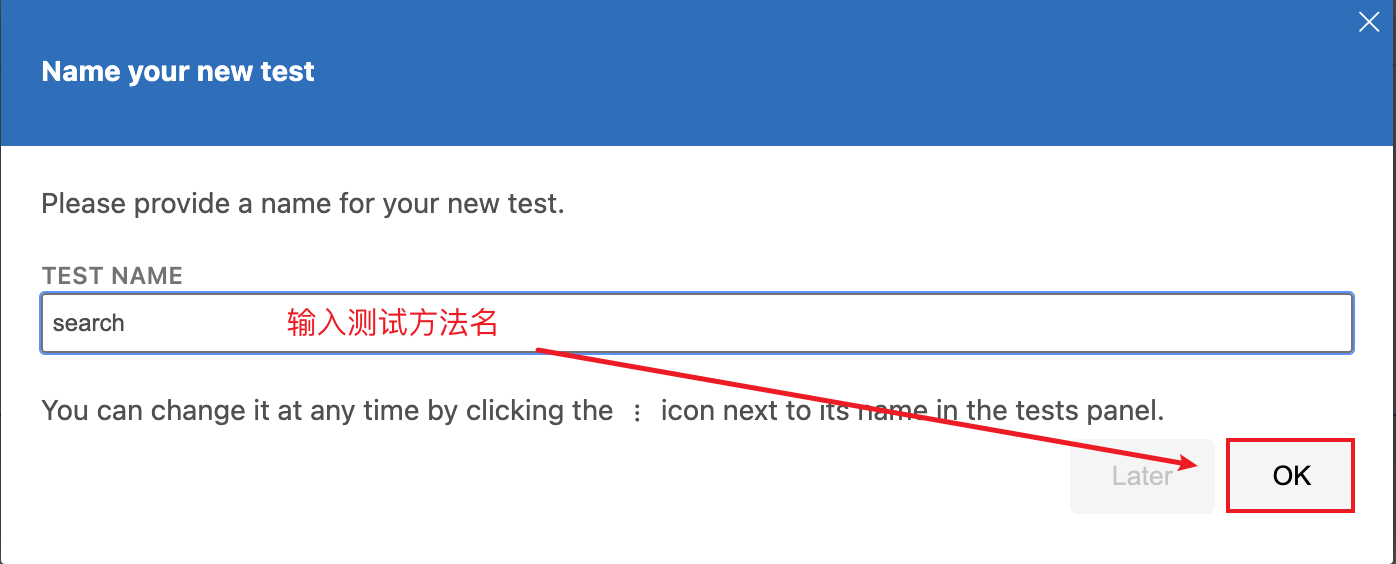 Name your new test
Please provide a name for your new test.
TEST NAME
search 输入测试方法名
You can change it at any time by clicking the ⋮ icon next to its name in the tests panel.
Later OK